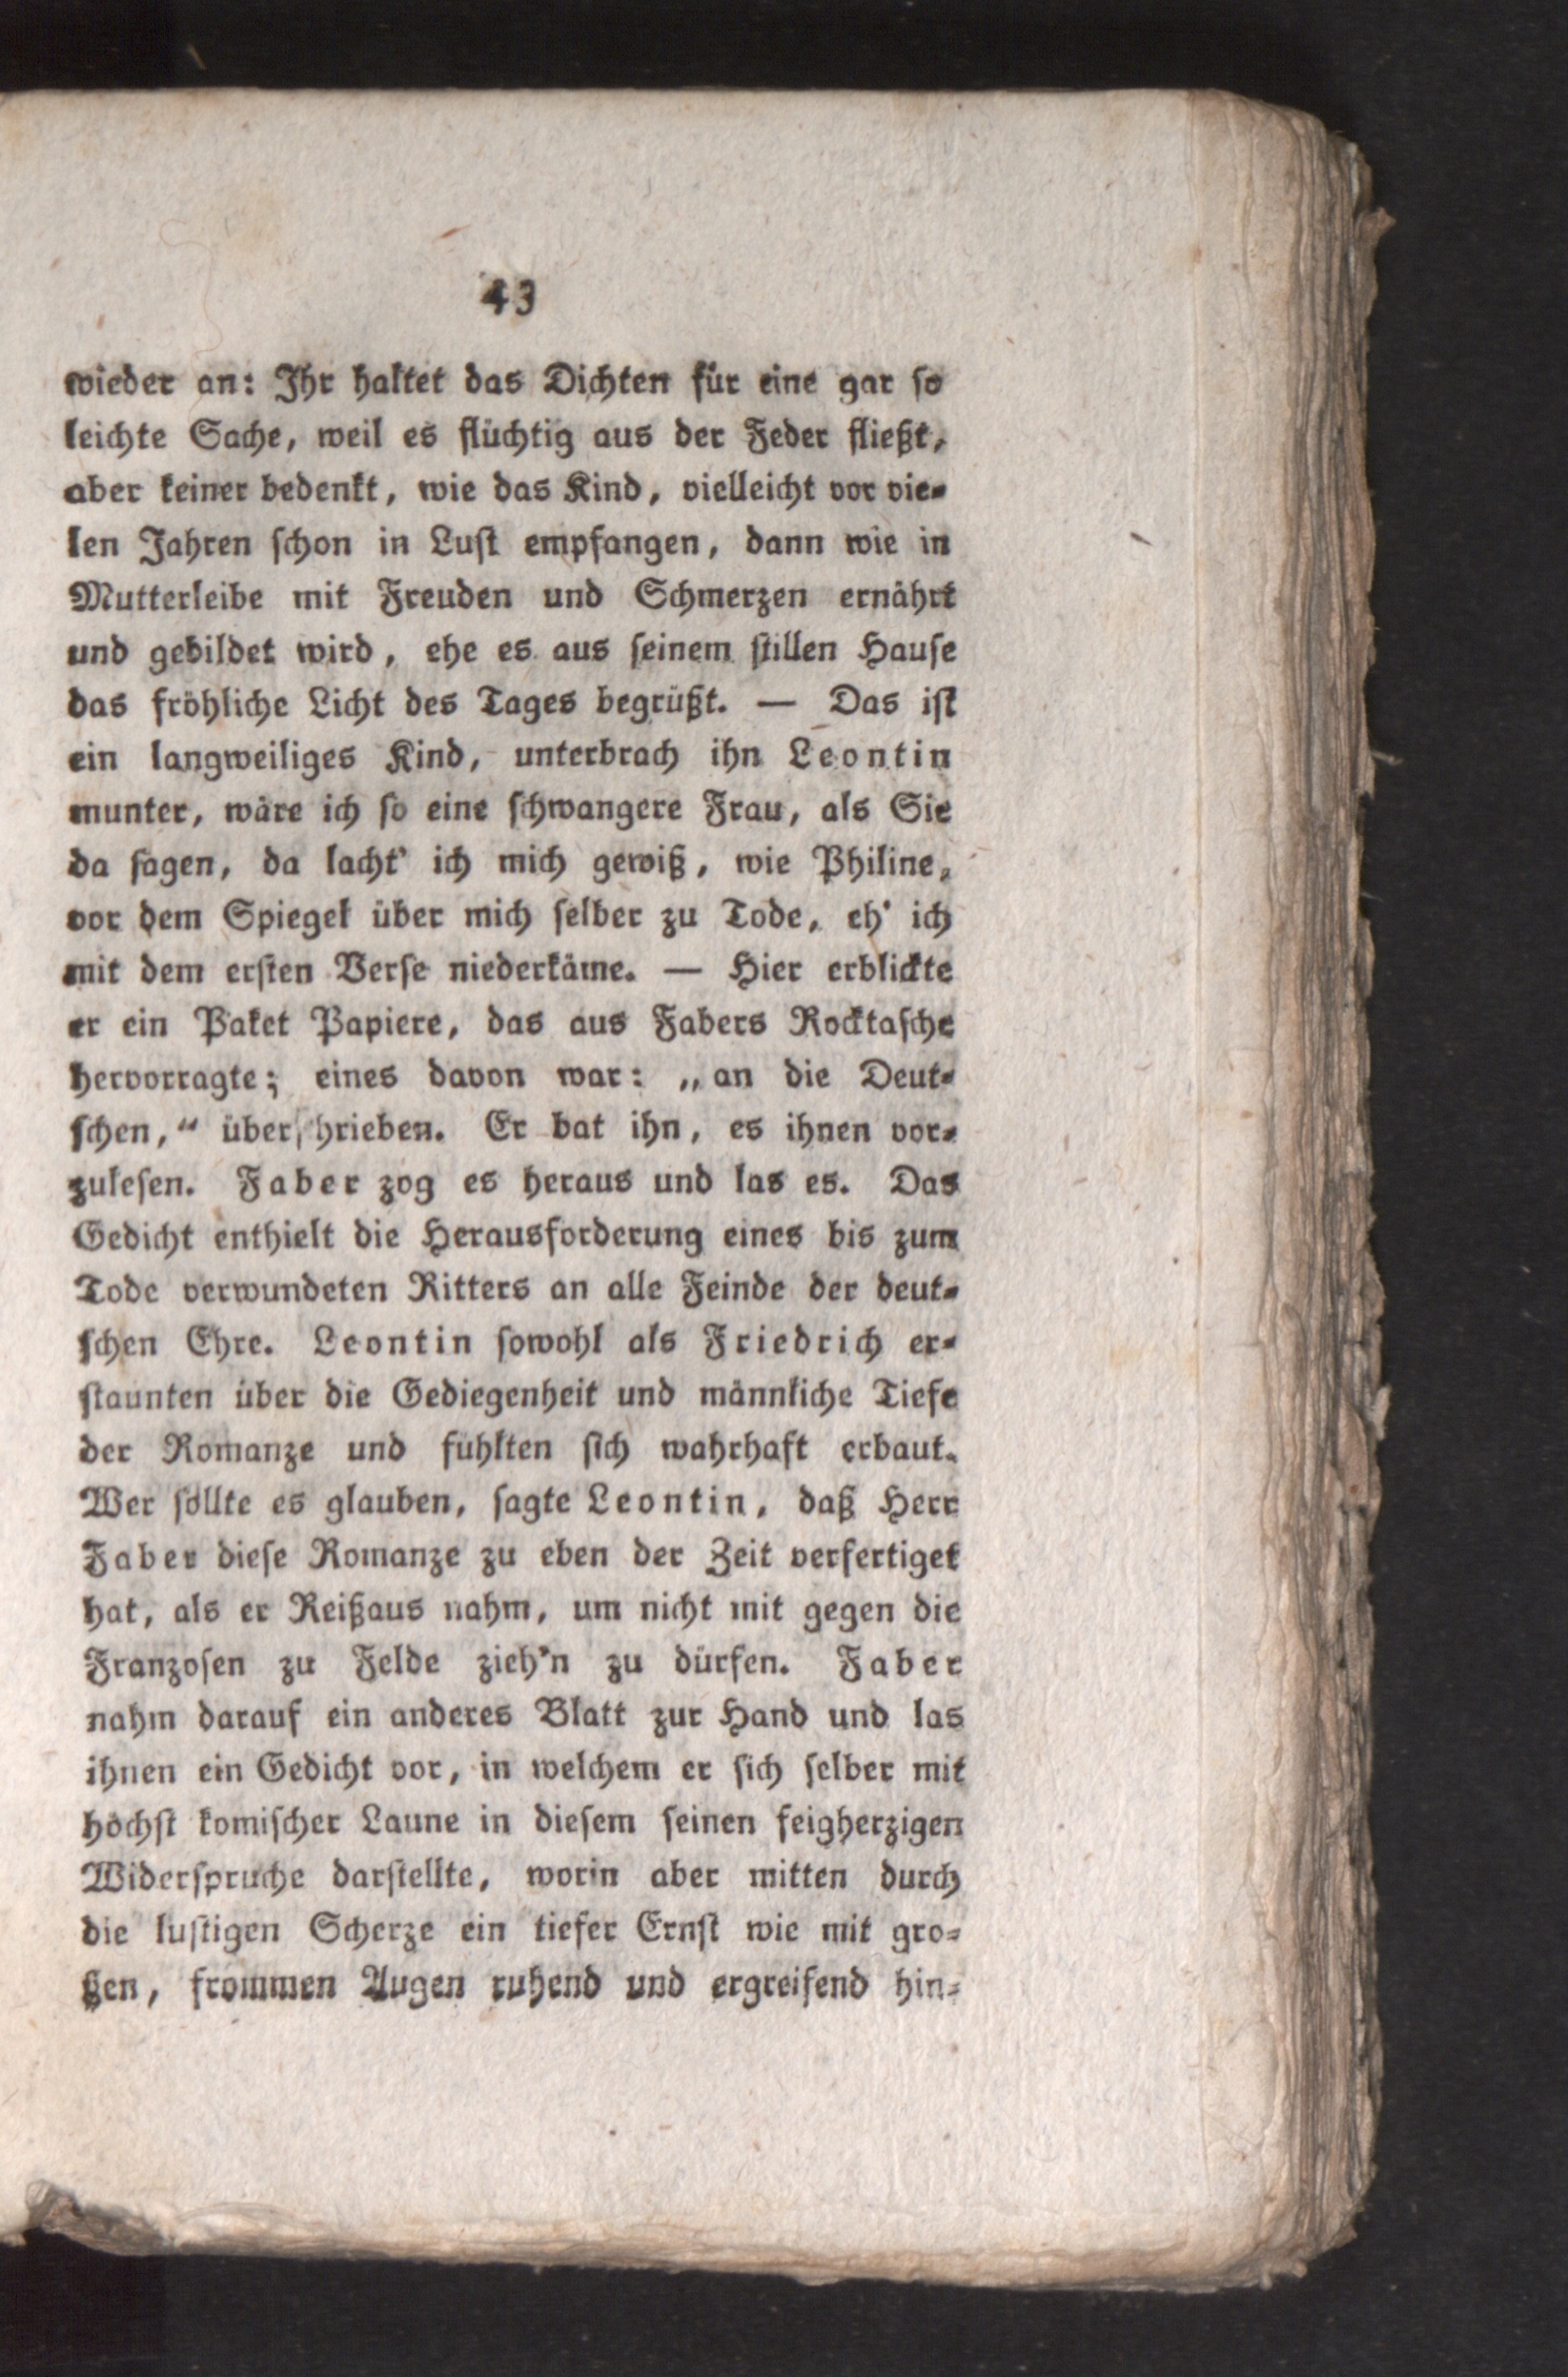 43
wieder an: Ihr haltet das Dichten für eine gar ſo
leichte Sache, weil es flüchtig aus der Feder fließt,
aber keiner bedenkt, wie das Kind, vielleicht vor vie⸗
len Jahren ſchon in Luſt empfangen, dann wie in
Mutterleibe mit Freuden und Schmerzen ernährt
und gebildet wird, ehe es aus ſeinem ſtillen Hauſe
das fröhliche Licht des Tages begrüßt. — Das iſt
ein langweiliges Kind, unterbrach ihn Leontin
munter, wäre ich ſo eine ſchwangere Frau, als Sie
da ſagen, da lacht' ich mich gewiß, wie Philine,
vor dem Spiegel über mich ſelber zu Tode, eh' ich
mit dem erſten Verſe niederkäme. — Hier erblickte
er ein Paket Papiere, das aus Fabers Rocktaſche
hervorragte; eines davon war: „an die Deut⸗
ſchen,“ überſchrieben. Er bat ihn, es ihnen vor⸗
zuleſen. Faber zog es heraus und las es. Das
Gedicht enthielt die Herausforderung eines bis zum
Tode verwundeten Ritters an alle Feinde der deut⸗
ſchen Ehre. Leontin ſowohl als Friedrich er⸗
ſtaunten über die Gediegenheit und männliche Tiefe
der Romanze und fühlten ſich wahrhaft erbaut.
Wer ſollte es glauben, ſagte Leontin, daß Herr
Faber dieſe Romanze zu eben der Zeit verfertiget
hat, als er Reißaus nahm, um nicht mit gegen die
Franzoſen zu Felde zieh'n zu dürfen. Faber
nahm darauf ein anderes Blatt zur Hand und las
ihnen ein Gedicht vor, in welchem er ſich ſelber mit
höchſt komiſcher Laune in dieſem ſeinen feigherzigen
Widerſpruche darſtellte, worin aber mitten durch
die luſtigen Scherze ein tiefer Ernſt wie mit gro⸗
ßen, frommen Augen ruhend und ergreifend hin⸗